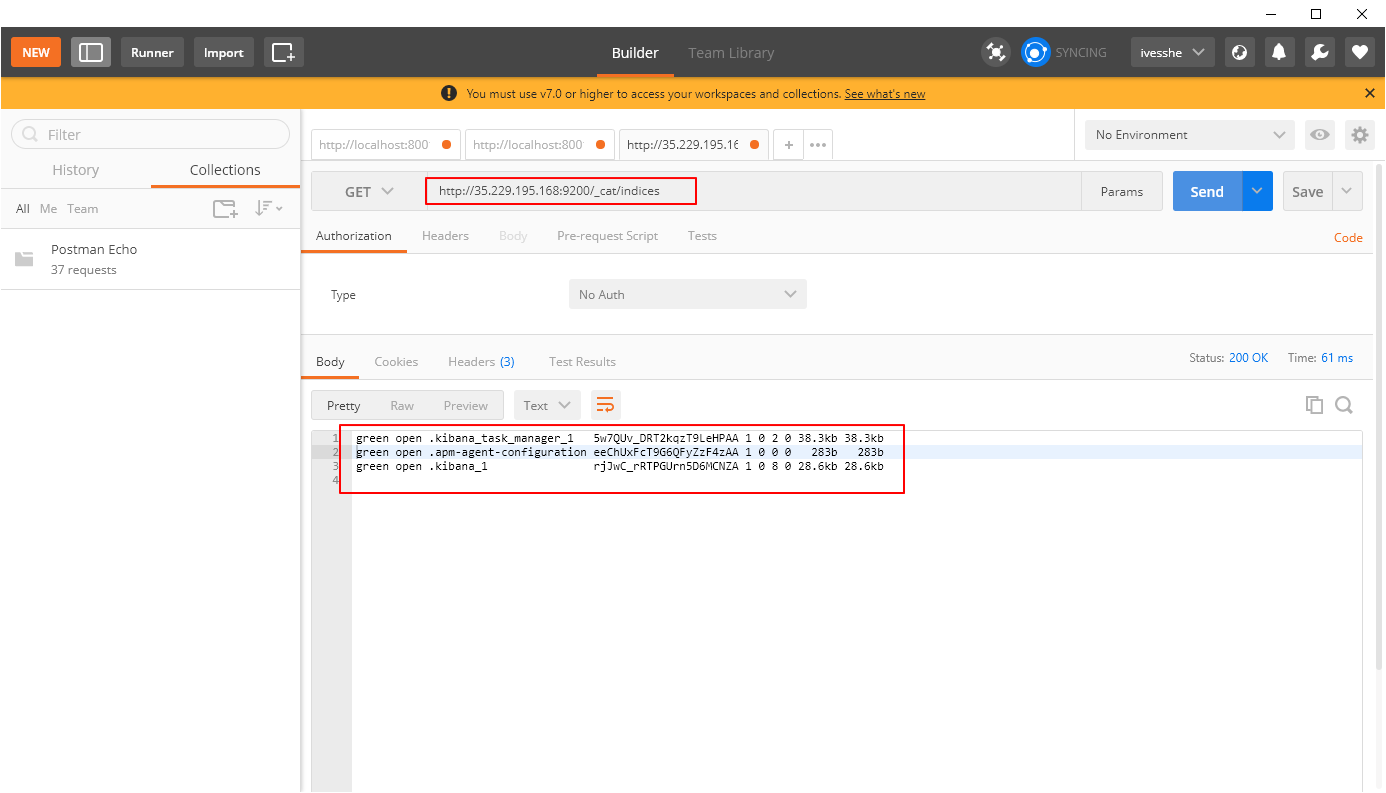 NEW Runner Import Builder Team Library SYNCING ivesshe
You must use v7.0 or higher to access your workspaces and collections. See what's new
Filter
History Collections
All Me Team
Postman Echo
37 requests
http://localhost:800 http://localhost:800 http://35.229.195.16 + No Environment
GET http://35.229.195.168:9200/_cat/indices Params Send Save
Authorization Headers Body Pre-request Script Tests Code
Type No Auth
Body Cookies Headers (3) Test Results Status: 200 OK Time: 61 ms
Pretty Raw Preview Text
1 green open .kibana_task_manager_1 5w7QUv_DRT2kqzT9LeHPAA 1 0 2 0 38.3kb 38.3kb
2 green open .apm-agent-configuration eeChUxFcT9G6QFyZzF4zAA 1 0 0 0 283b 283b
3 green open .kibana_1 rjJwC_rRTPGUrn5D6MCNZA 1 0 8 0 28.6kb 28.6kb
4